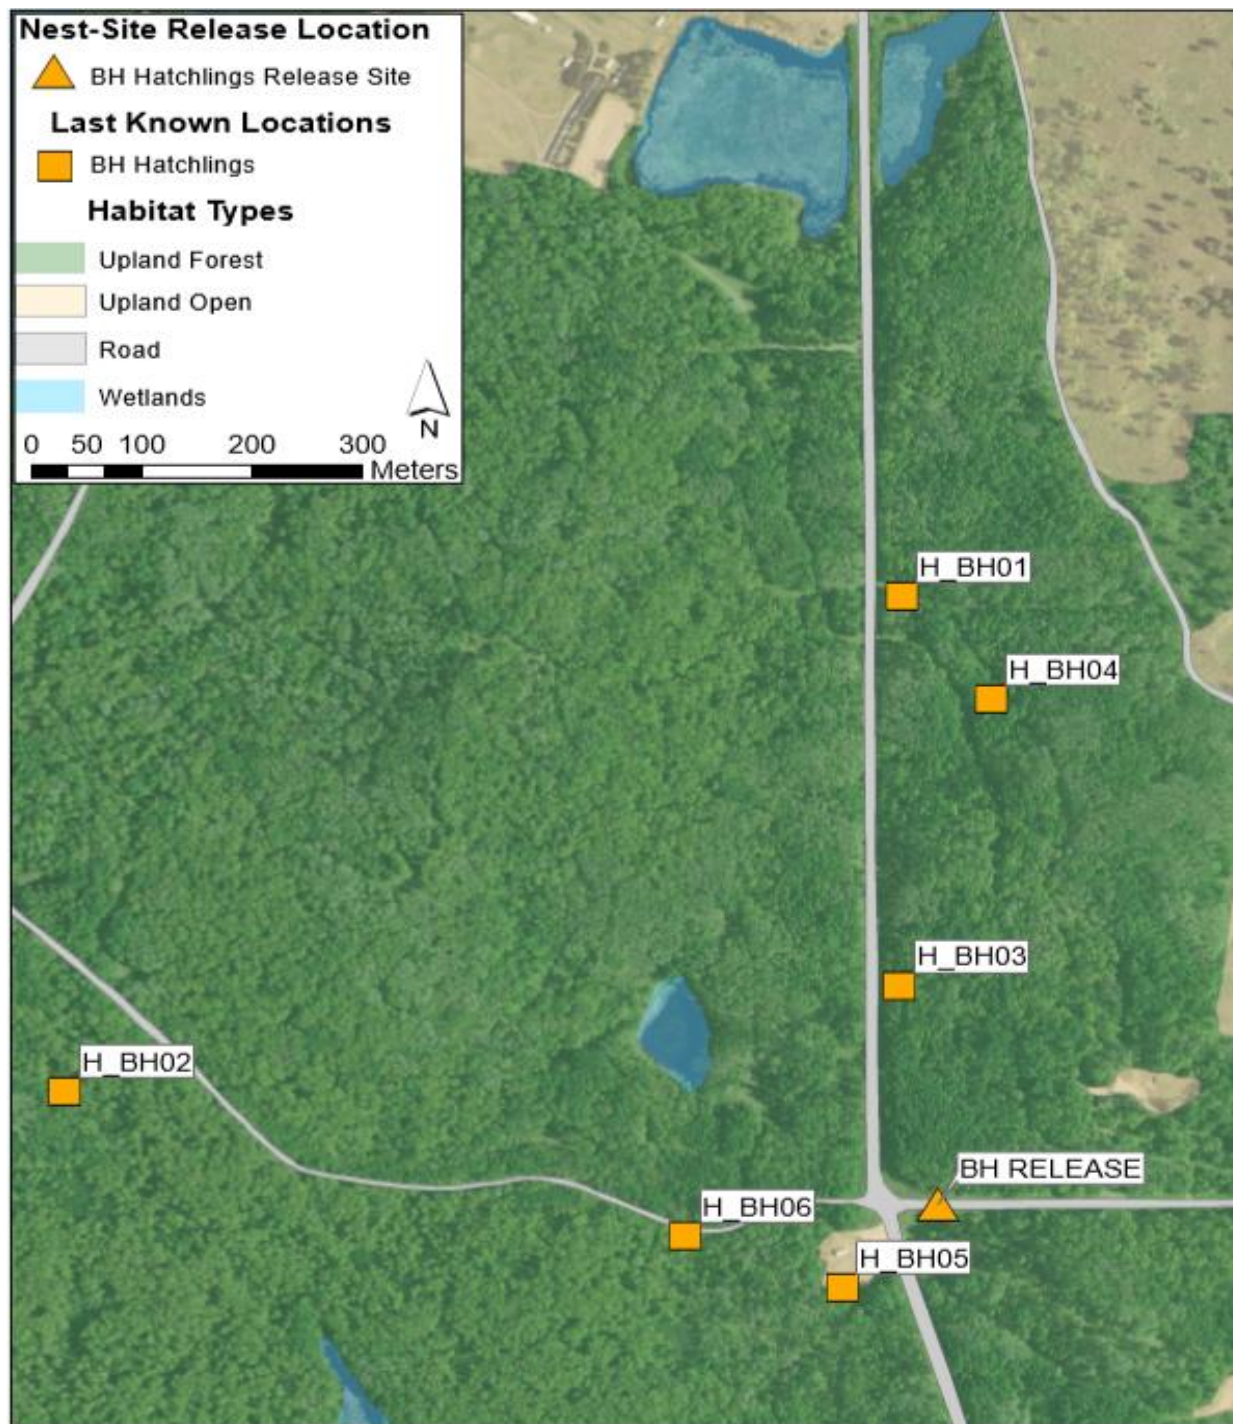 Nest-Site Release Location
BH Hatchlings Release Site
Last Known Locations
BH Hatchlings
Habitat Types
Upland Forest
Upland Open
Road
Wetlands
N
0 50 100 200 300
Meters
H_BH01
H_BH04
H_BH03
H_BH02
BH RELEASE
H_BH06
H_BH05